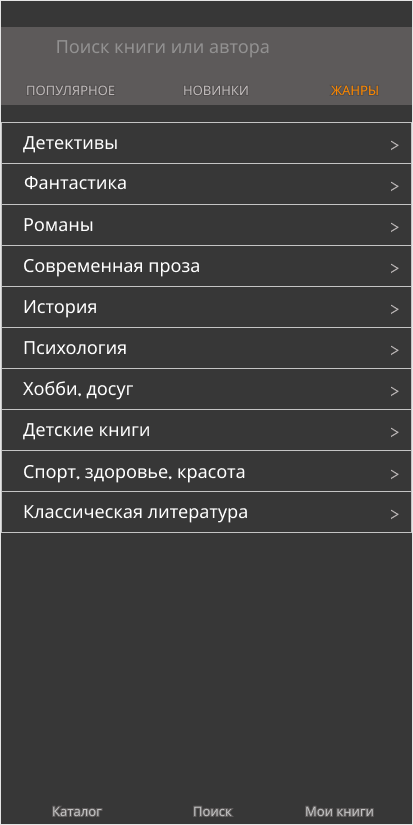 Поиск книги или автора
ПОПУЛЯРНОЕ НОВИНКИ ЖАНРЫ
Детективы >
Фантастика >
Романы >
Современная проза >
История >
Психология >
Хобби, досуг >
Детские книги >
Спорт, здоровье, красота >
Классическая литература >
Каталог Поиск Мои книги